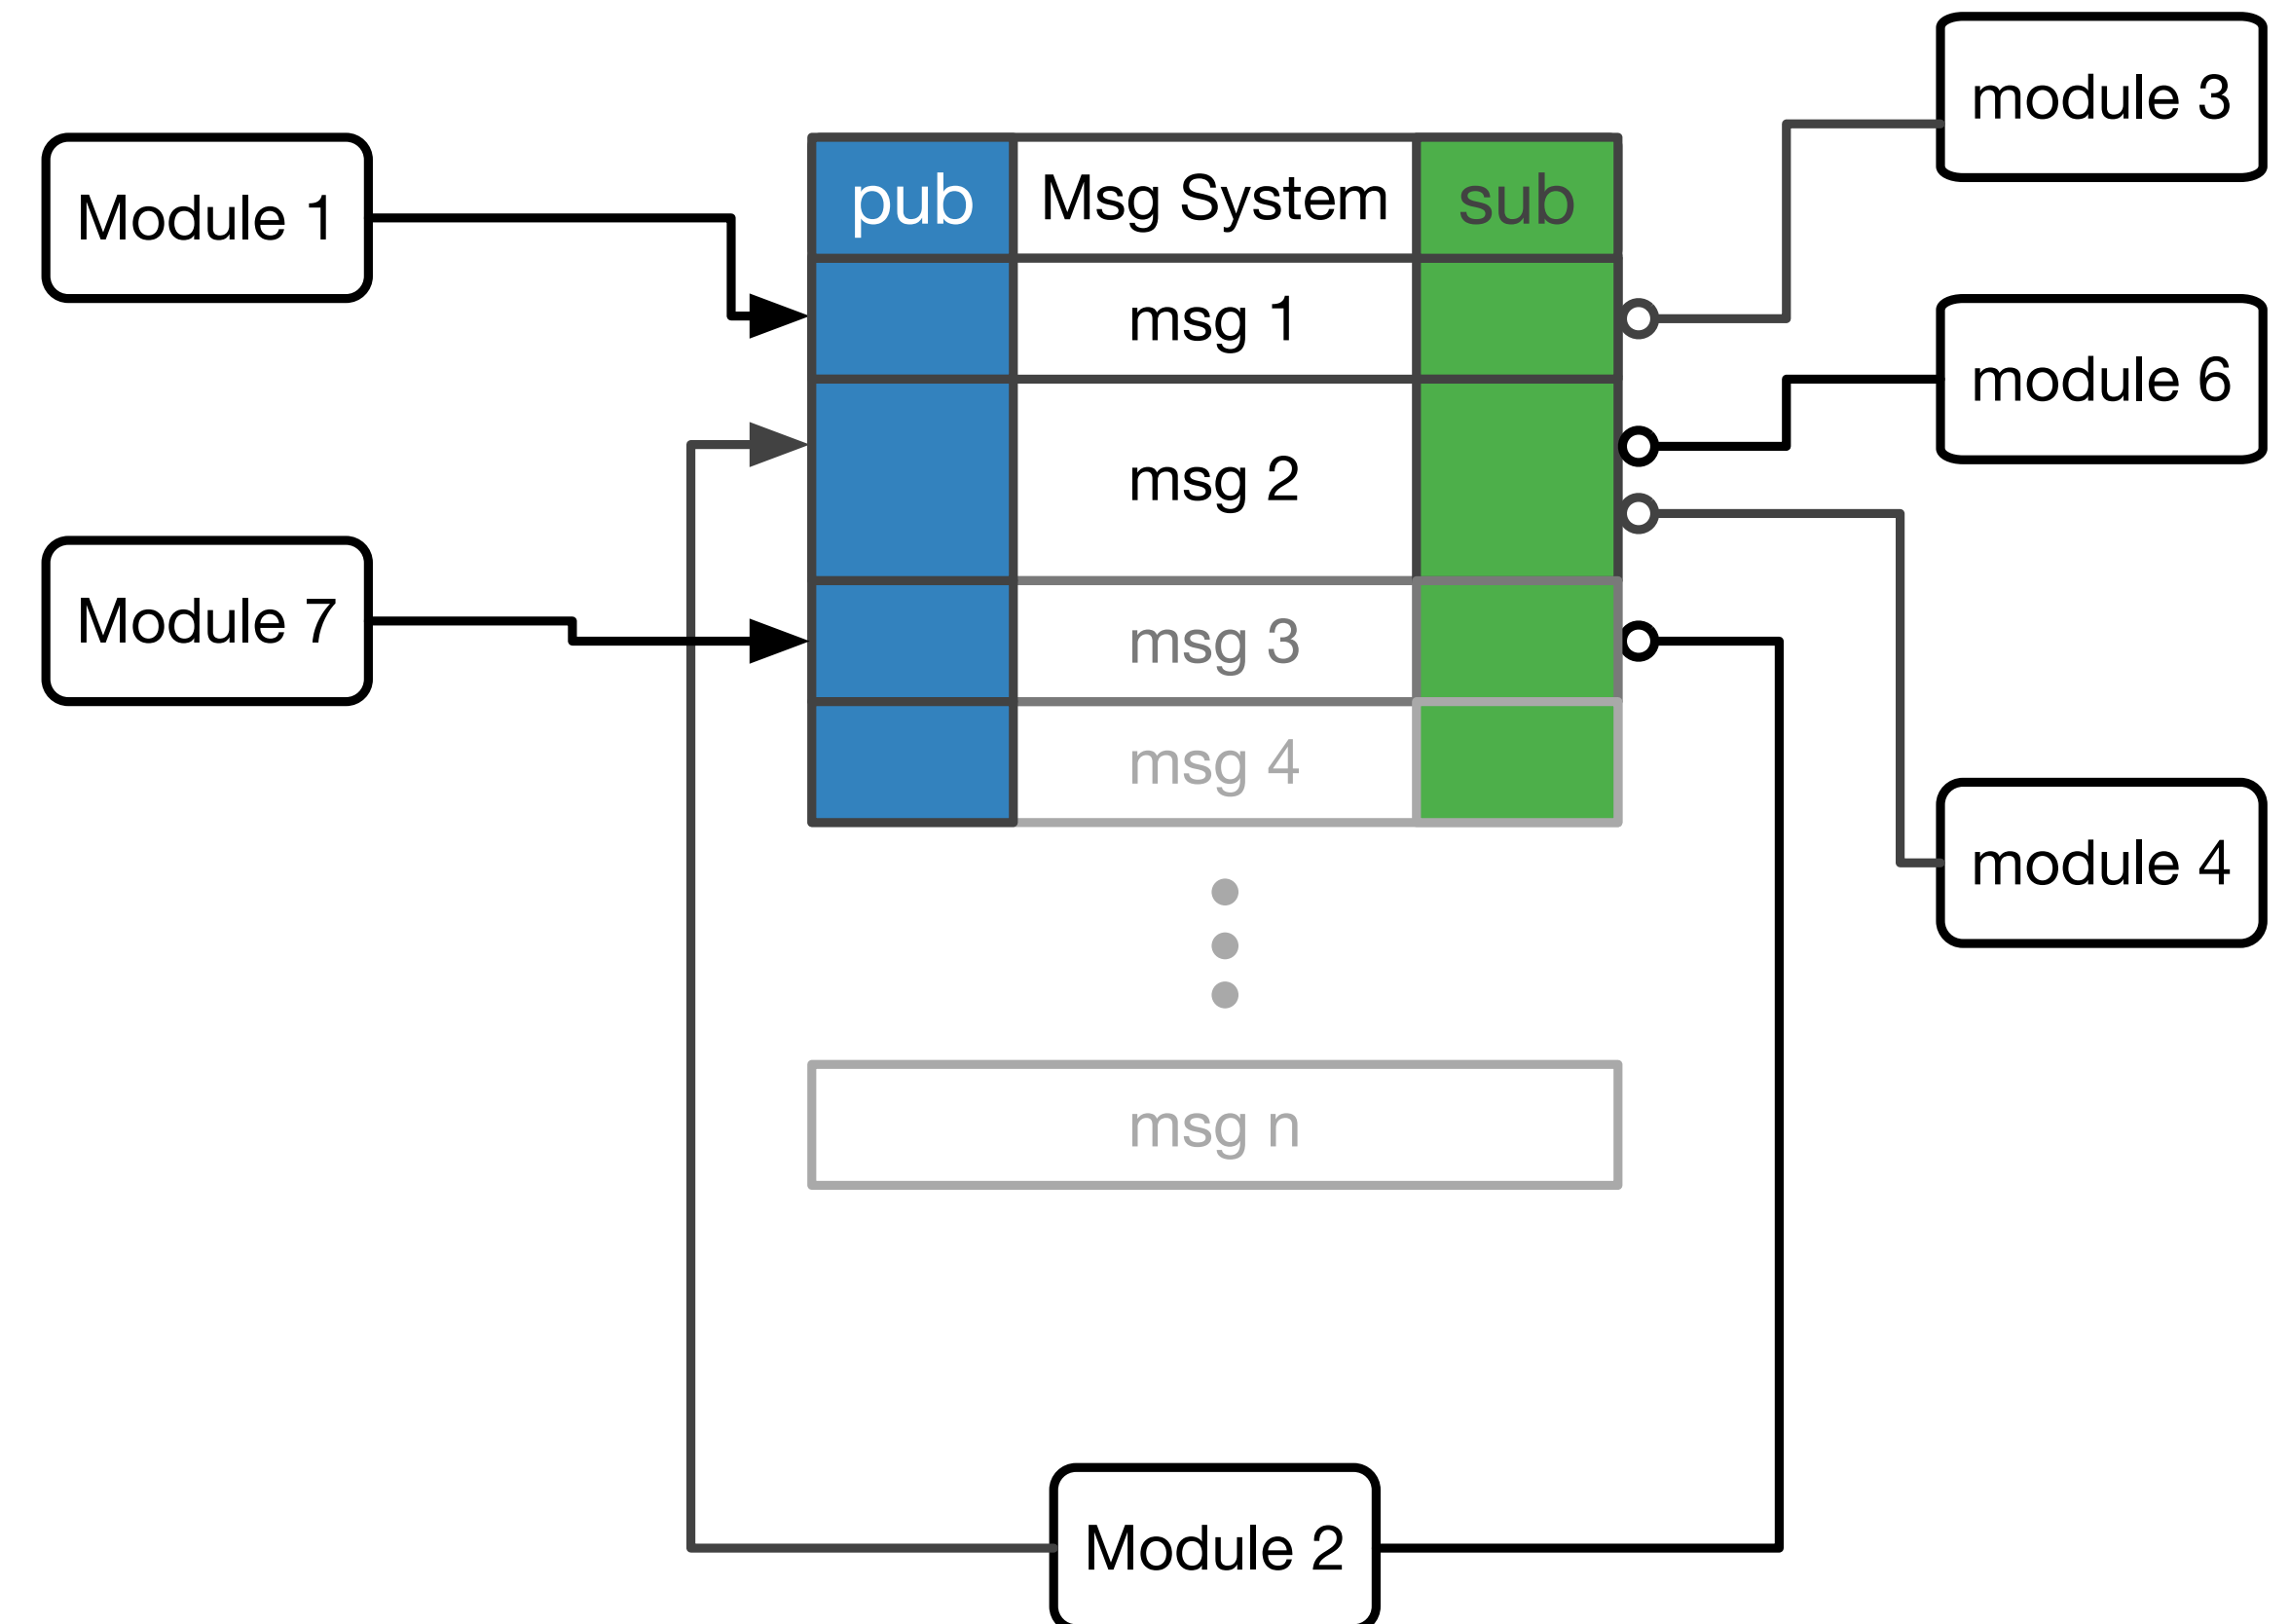 module 3
Module 1
pub
Msg System
sub
msg 1
module 6
msg 2
Module 7
msg 3
msg 4
module 4
msg n
Module 2